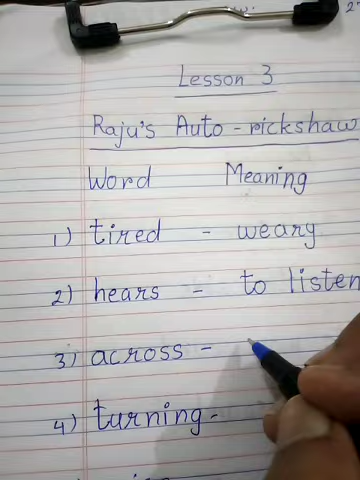 Lesson 3
Raju's Auto-rickshaw
Word Meaning
1) tired - weary
2) hears - to listen
3) across -
4) turning -